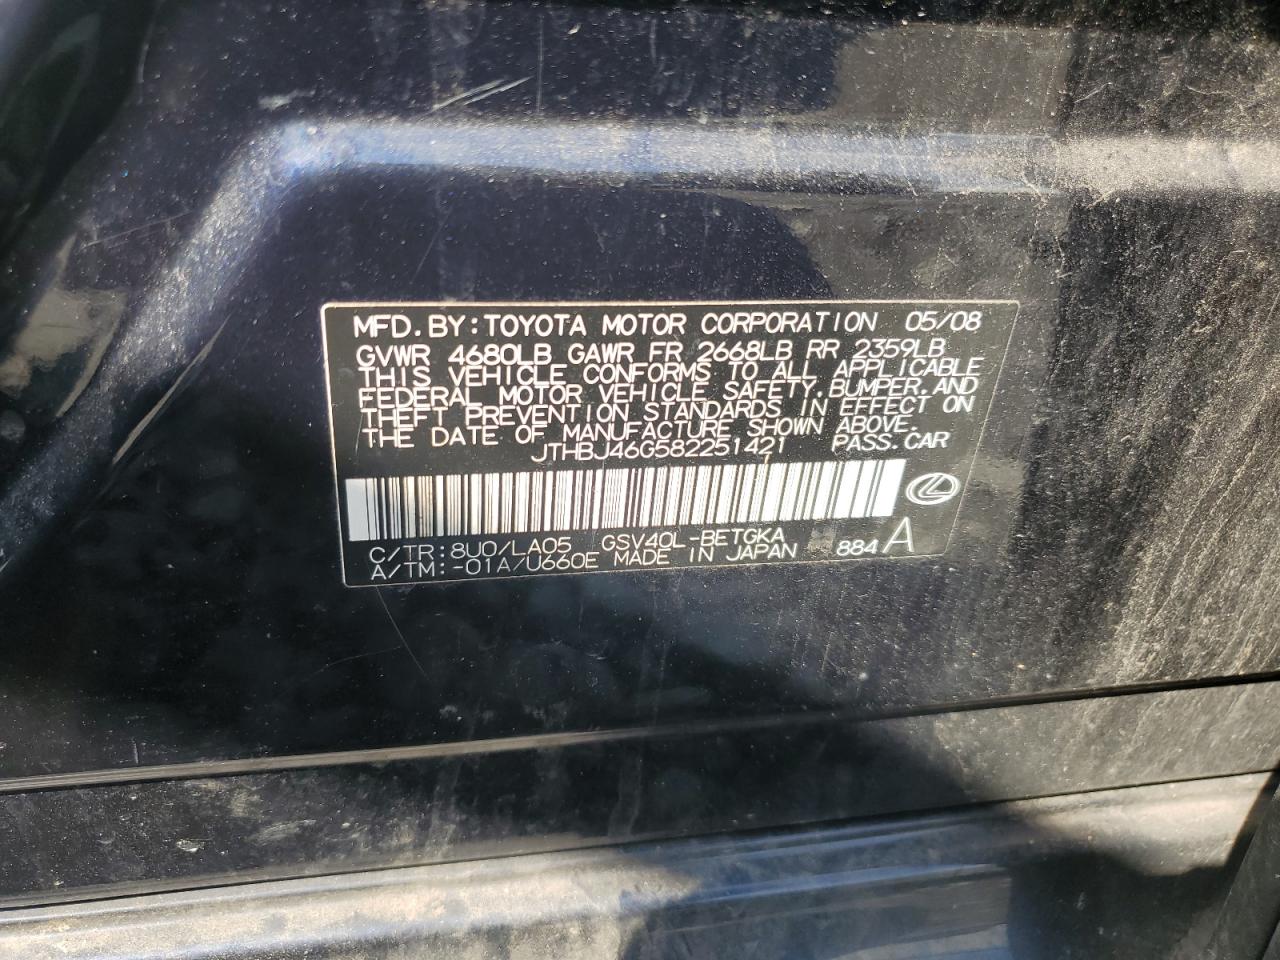 MFD.BY:TOYOTA MOTOR CORPORATION 05/08
GVWR 4680LB GAWR FR 2668LB RR 2359LB
THIS VEHICLE CONFORMS TO ALL APPLICABLE
FEDERAL MOTOR VEHICLE SAFETY,BUMPER,AND
THEFT PREVENTION STANDARDS IN EFFECT ON
THE DATE OF MANUFACTURE SHOWN ABOVE.
JTHBJ46G582251421 PASS.CAR
C/TR:8U0/LA05 GSV40L-BETGKA
A/TM:-01A/U660E MADE IN JAPAN 884 A